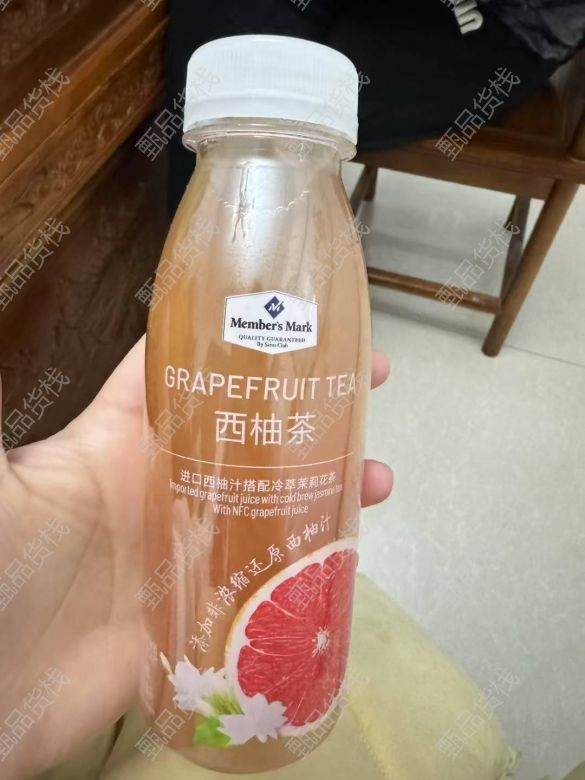 Member's Mark
QUALITY GUARANTEED
By Sam's Club
GRAPEFRUIT TEA
西柚茶
进口西柚汁搭配冷萃茉莉花茶
Imported grapefruit juice with cold brew jasmine
With NFC grapefruit juice
添加非浓缩还原西柚汁
甄品货栈